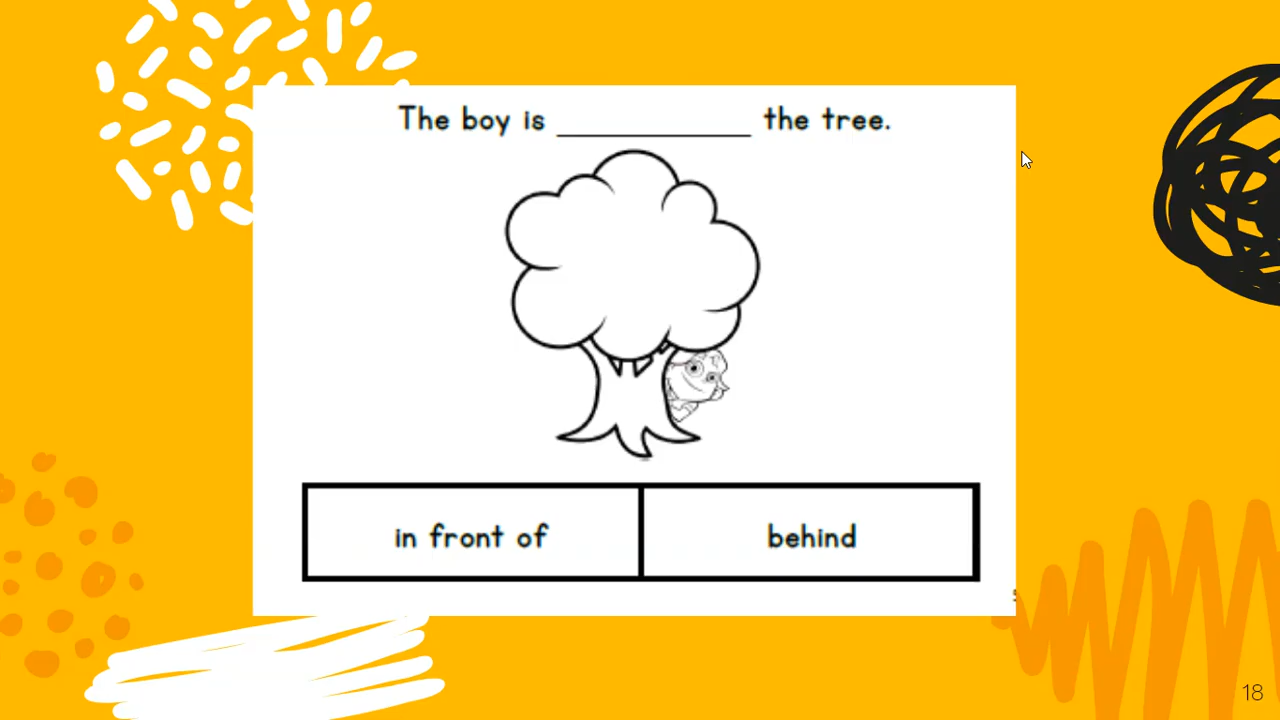 The boy is ____________ the tree.
in front of
behind
18